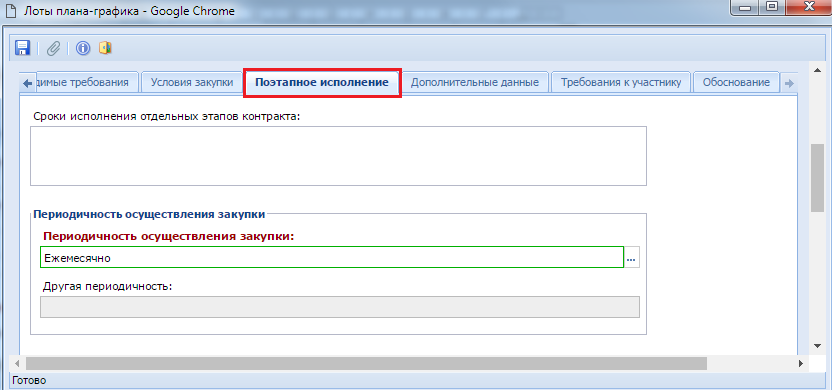 Лоты плана-графика - Google Chrome
димые требования Условия закупки Поэтапное исполнение Дополнительные данные Требования к участнику Обоснование
Сроки исполнения отдельных этапов контракта:
Периодичность осуществления закупки
Периодичность осуществления закупки:
Ежемесячно ...
Другая периодичность:
Готово